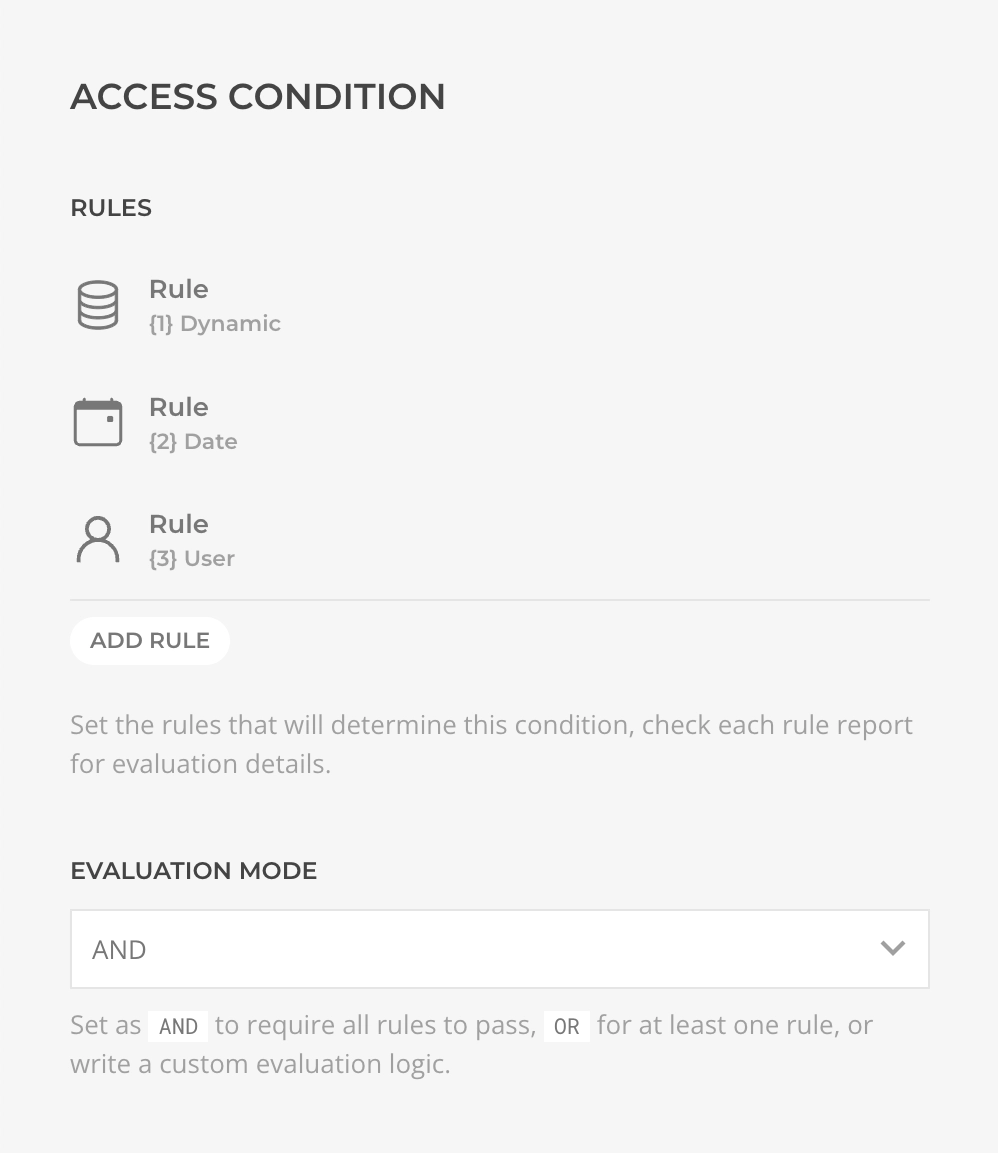 ACCESS CONDITION
RULES
Rule
{1} Dynamic
Rule
{2} Date
Rule
{3} User
ADD RULE
Set the rules that will determine this condition, check each rule report
for evaluation details.
EVALUATION MODE
AND
Set as AND to require all rules to pass, OR for at least one rule, or
write a custom evaluation logic.